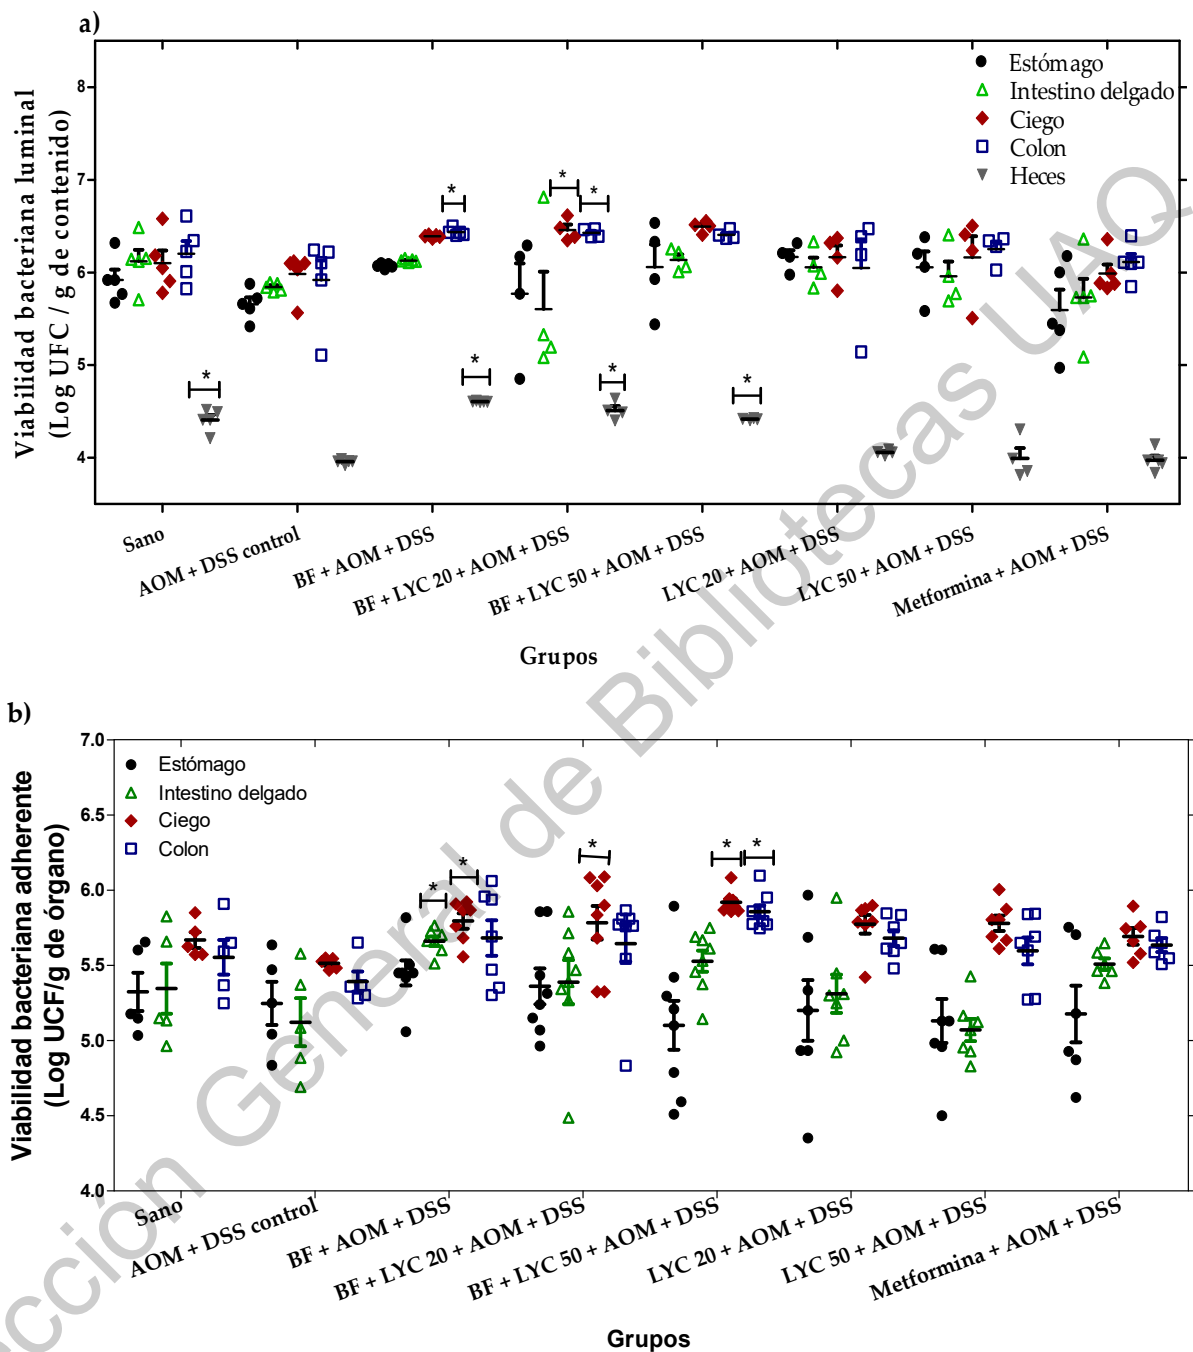 a)
Viabilidad bacteriana luminal
(Log UFC / g de contenido)
8
7
6
5
4
Estómago
Intestino delgado
Ciego
Colon
Heces
* * * * * * * *
Sano
AOM + DSS control
BF + AOM + DSS
BF + LYC 20 + AOM + DSS
BF + LYC 50 + AOM + DSS
LYC 20 + AOM + DSS
LYC 50 + AOM + DSS
Metformina + AOM + DSS
Grupos
b)
Viabilidad bacteriana adherente
(Log UCF/g de órgano)
7.0
6.5
6.0
5.5
5.0
4.5
4.0
Estómago
Intestino delgado
Ciego
Colon
* * * * *
Sano
AOM + DSS control
BF + AOM + DSS
BF + LYC 20 + AOM + DSS
BF + LYC 50 + AOM + DSS
LYC 20 + AOM + DSS
LYC 50 + AOM + DSS
Metformina + AOM + DSS
Grupos
cción General de Bibliotecas UAQ